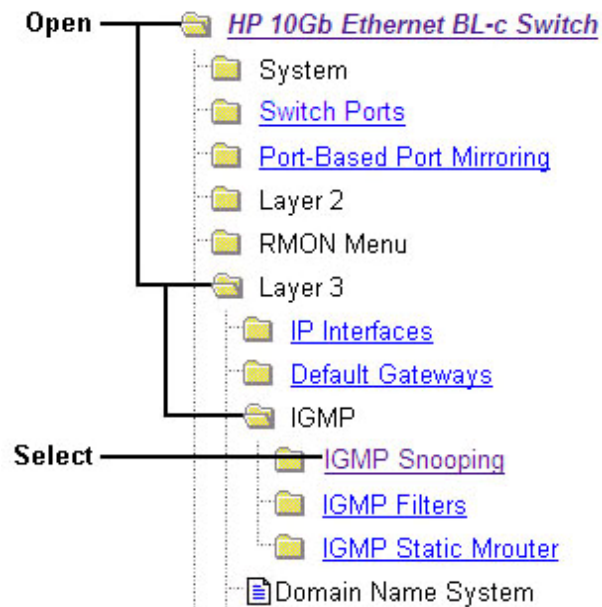 Open HP 10Gb Ethernet BL-c Switch
System
Switch Ports
Port-Based Port Mirroring
Layer 2
RMON Menu
Layer 3
IP Interfaces
Default Gateways
IGMP
Select IGMP Snooping
IGMP Filters
IGMP Static Mrouter
Domain Name System